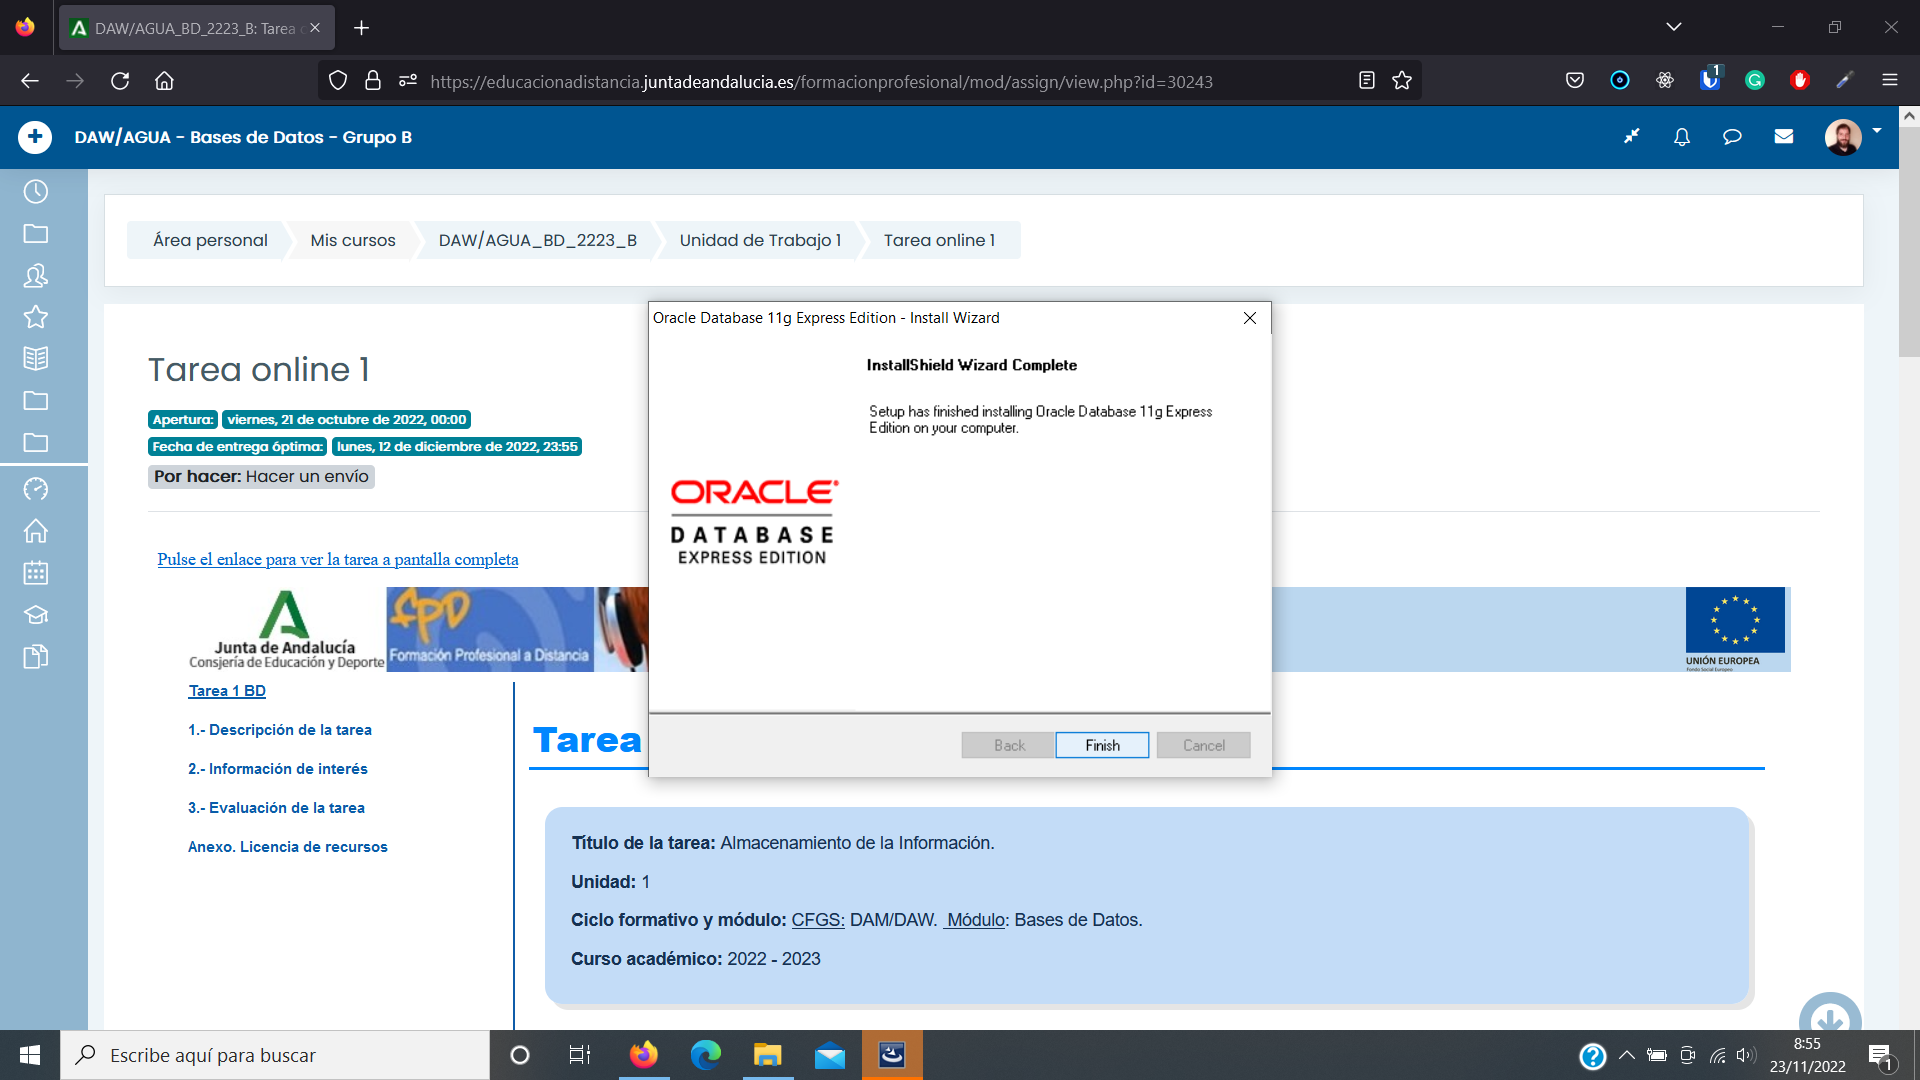 DAW/AGUA_BD_2223_B: Tarea
https://educacionadistancia.juntadeandalucia.es/formacionprofesional/mod/assign/view.php?id=30243
1
DAW/AGUA - Bases de Datos - Grupo B
Área personal
Mis cursos
DAW/AGUA_BD_2223_B
Unidad de Trabajo 1
Tarea online 1
Tarea online 1
Apertura: viernes, 21 de octubre de 2022, 00:00
Fecha de entrega óptima: lunes, 12 de diciembre de 2022, 23:55
Por hacer: Hacer un envío
Pulse el enlace para ver la tarea a pantalla completa
Junta de Andalucía
Consjería de Educación y Deporte
fpD
Formación Profesional a Distancia
UNIÓN EUROPEA
Fondo Social Europeo
Tarea 1 BD
1.- Descripción de la tarea
2.- Información de interés
3.- Evaluación de la tarea
Anexo. Licencia de recursos
Tarea
Título de la tarea: Almacenamiento de la Información.
Unidad: 1
Ciclo formativo y módulo: CFGS: DAM/DAW. Módulo: Bases de Datos.
Curso académico: 2022 - 2023
Oracle Database 11g Express Edition - Install Wizard
InstallShield Wizard Complete
Setup has finished installing Oracle Database 11g Express
Edition on your computer.
ORACLE
DATABASE
EXPRESS EDITION
Back
Finish
Cancel
Escribe aquí para buscar
8:55
23/11/2022
1